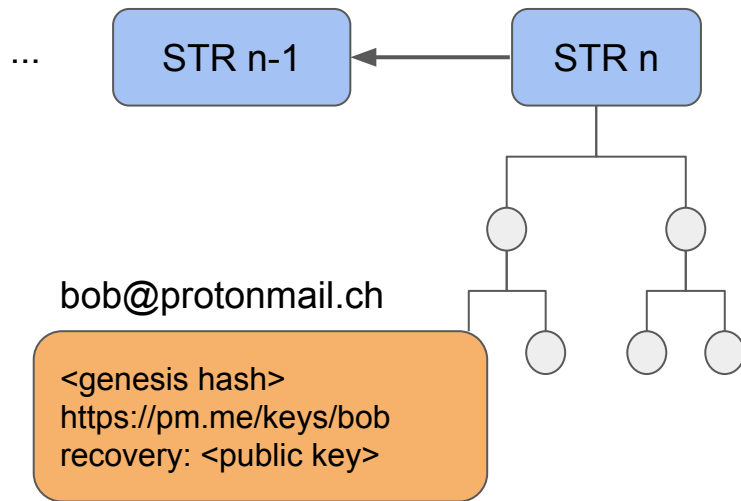 ...
STR n-1
STR n
bob@protonmail.ch
<genesis hash>
https://pm.me/keys/bob
recovery: <public key>